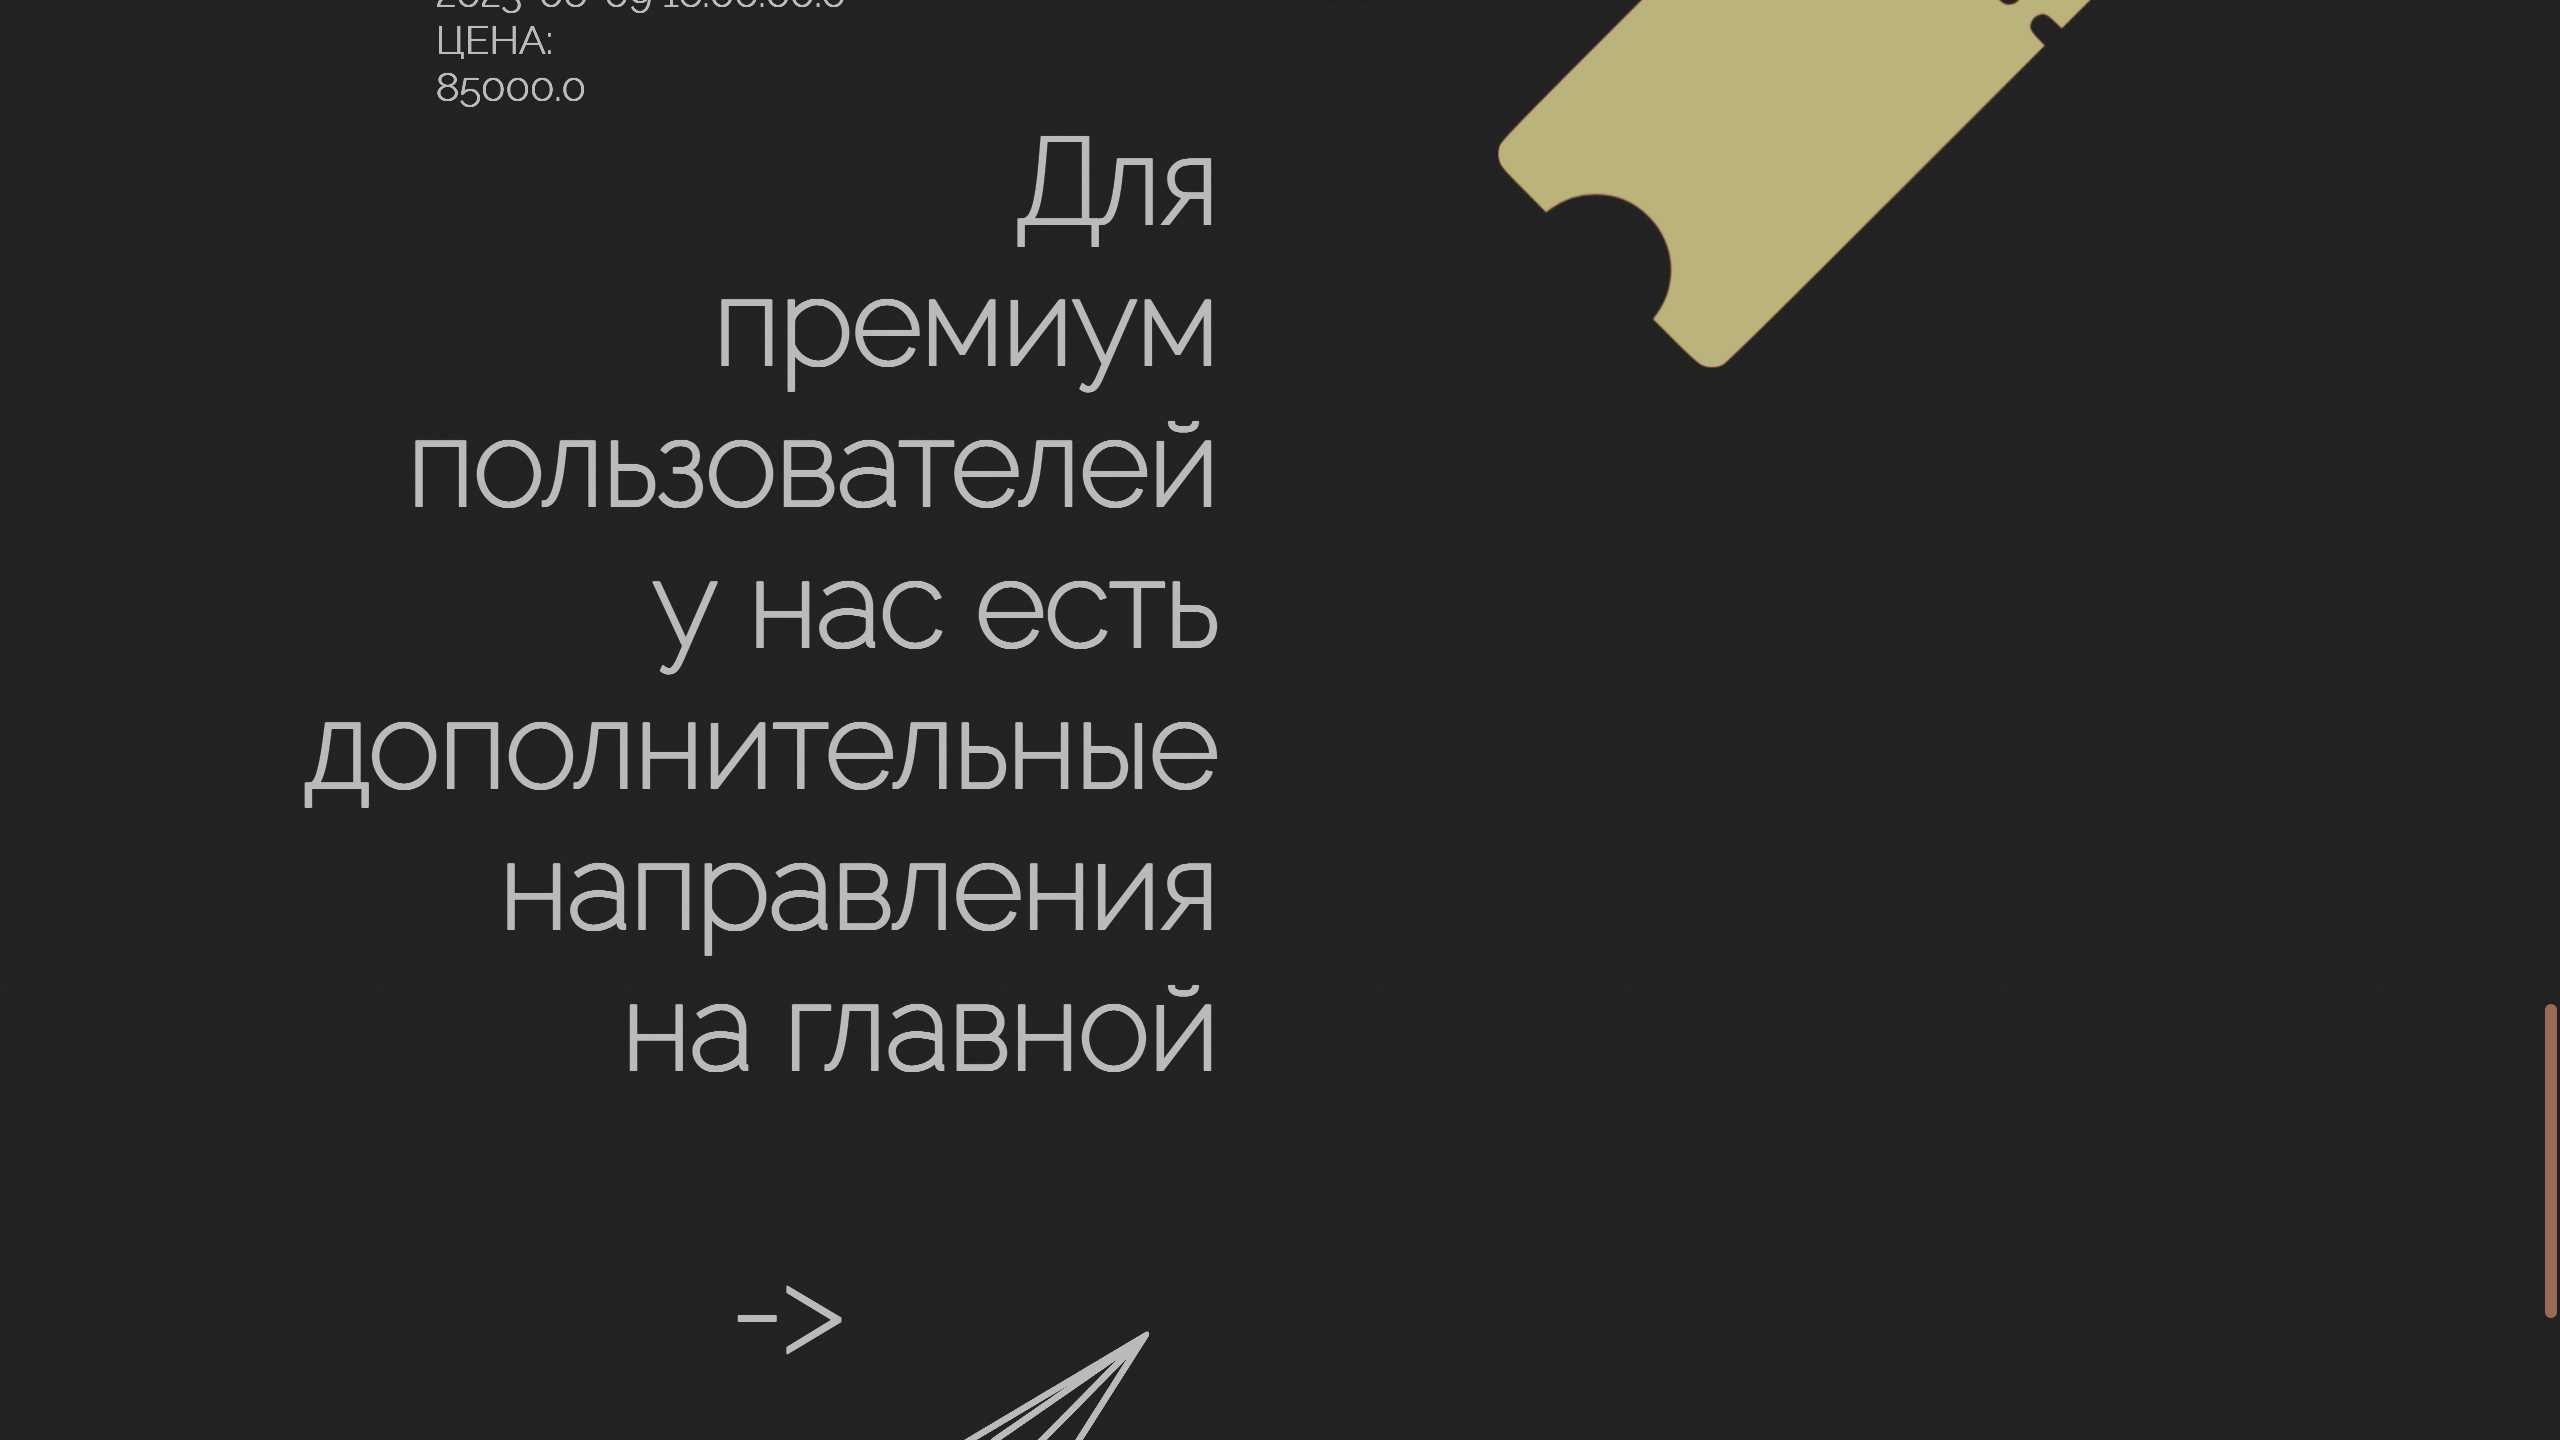 ЦЕНА:
85000.0
Для
премиум
пользователей
у нас есть
дополнительные
направления
на главной
->